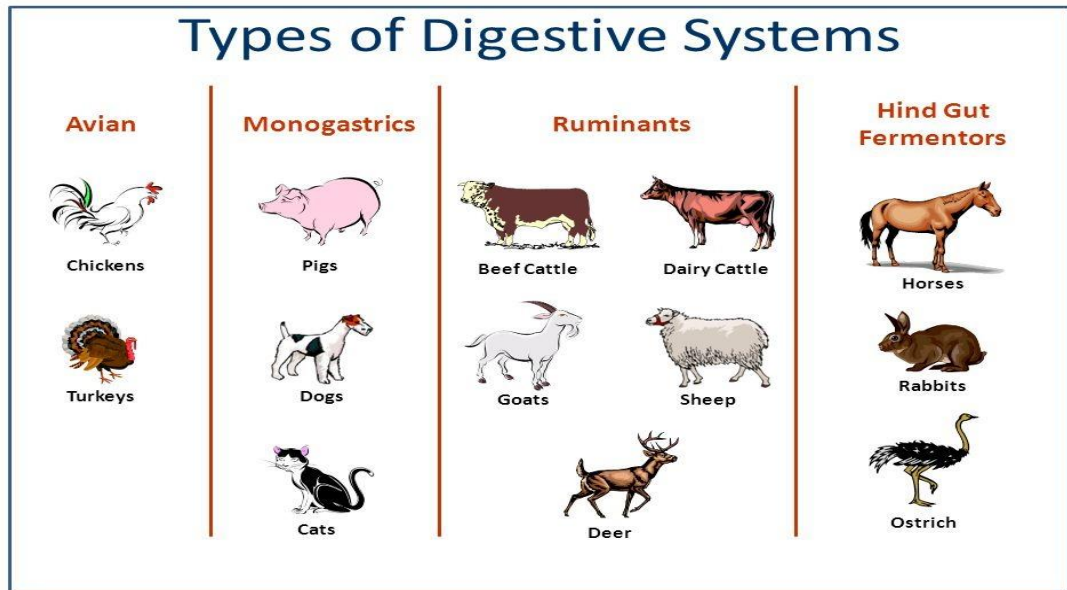 Types of Digestive Systems
Avian
Chickens
Turkeys
Monogastrics
Pigs
Dogs
Cats
Ruminants
Beef Cattle
Dairy Cattle
Goats
Sheep
Deer
Hind Gut
Fermentors
Horses
Rabbits
Ostrich